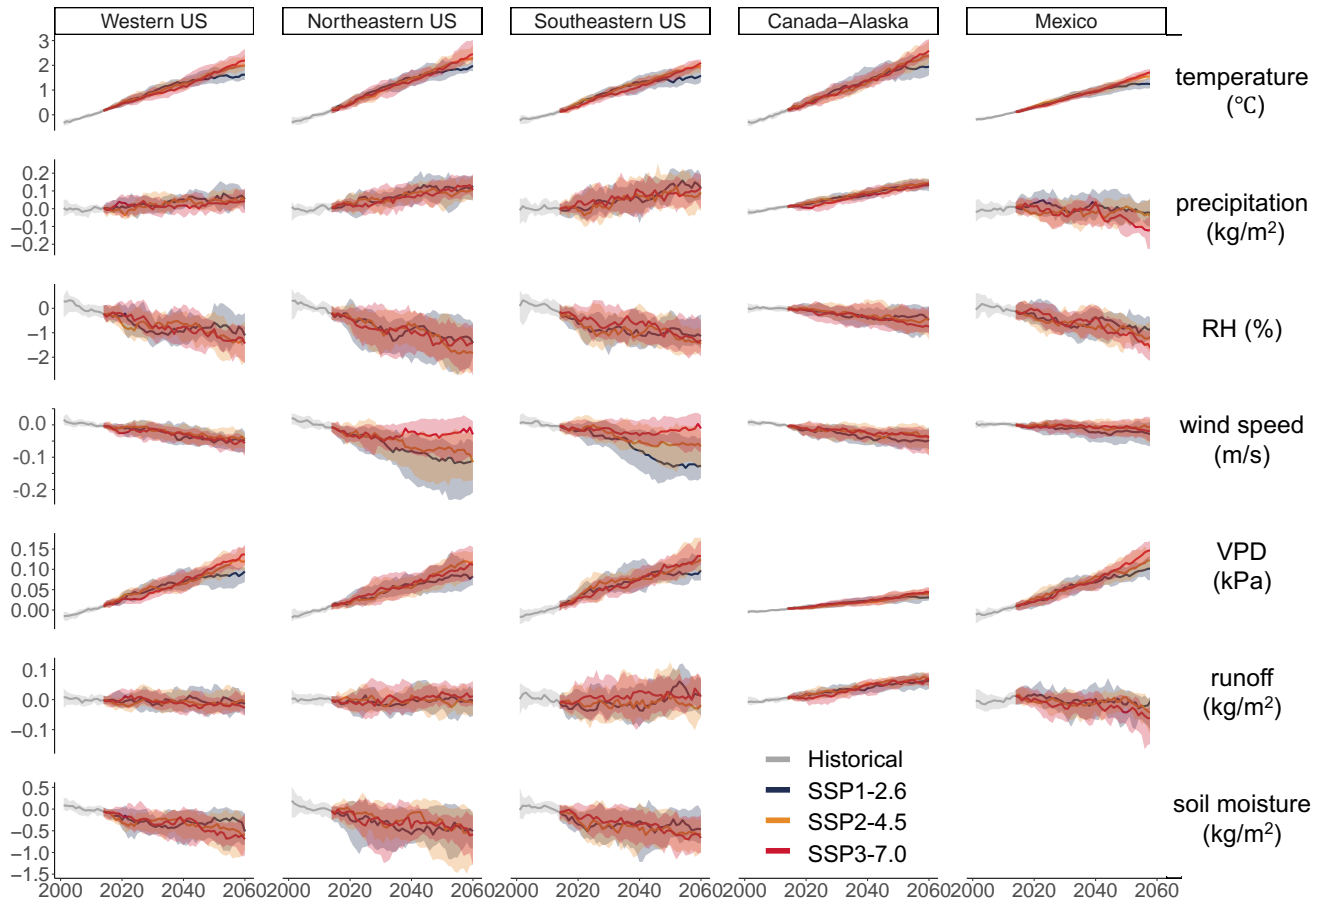 Western US
Northeastern US
Southeastern US
Canada−Alaska
Mexico
3
2
1
0
temperature
(℃)
0.2
0.1
0.0
−0.1
−0.2
precipitation
(kg/m²)
0
−1
−2
RH (%)
0.0
-0.1
-0.2
wind speed
(m/s)
0.15
0.10
0.05
0.00
VPD
(kPa)
0.1
0.0
−0.1
runoff
(kg/m²)
Historical
SSP1-2.6
SSP2-4.5
SSP3-7.0
0.5
0.0
−0.5
−1.0
−1.5
soil moisture
(kg/m²)
2000 2020 2040 2060 2000 2020 2040 2060 2000 2020 2040 2060 2000 2020 2040 2060 2000 2020 2040 2060